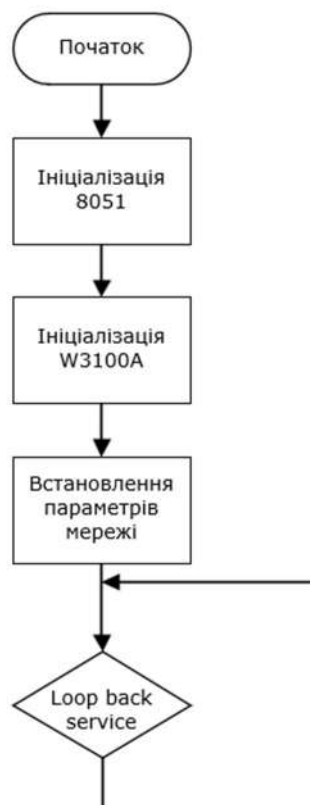 Початок
Ініціалізація
8051
Ініціалізація
W3100A
Встановлення
параметрів
мережі
Loop back
service